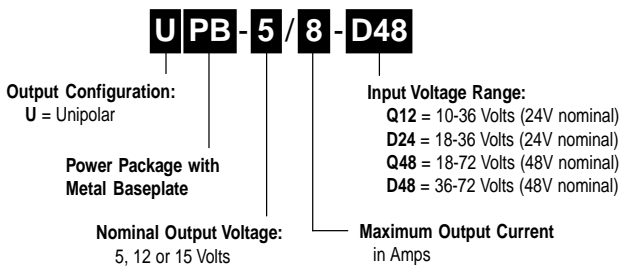 UPB-5/8-D48
Output Configuration:
U = Unipolar
Power Package with
Metal Baseplate
Nominal Output Voltage:
5, 12 or 15 Volts
Input Voltage Range:
Q12 = 10-36 Volts (24V nominal)
D24 = 18-36 Volts (24V nominal)
Q48 = 18-72 Volts (48V nominal)
D48 = 36-72 Volts (48V nominal)
Maximum Output Current
in Amps